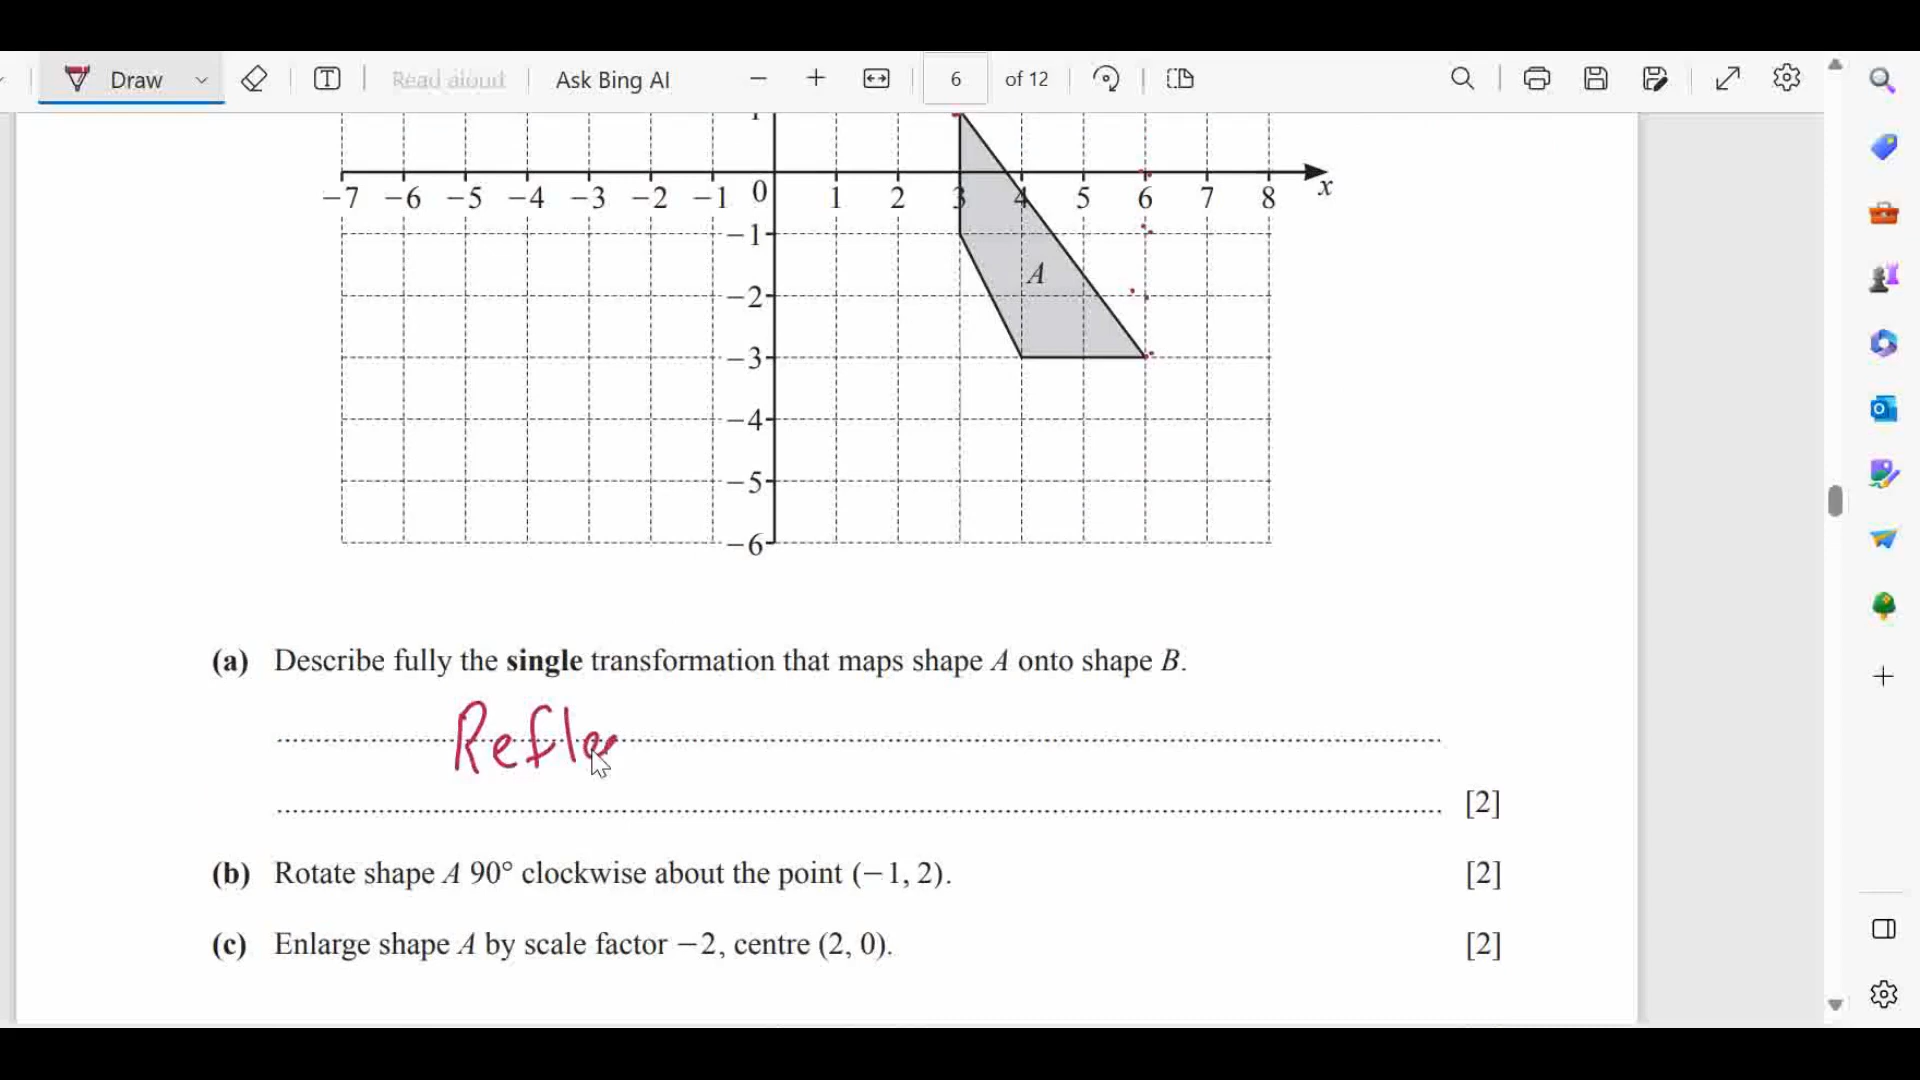 Draw Read aloud Ask Bing AI 6 of 12
−7 −6 −5 −4 −3 −2 −1 0 1 2 3 4 5 6 7 8 x
−1
A
−2
−3
−4
−5
−6
(a) Describe fully the single transformation that maps shape A onto shape B.
Refle
[2]
(b) Rotate shape A 90° clockwise about the point (−1, 2). [2]
(c) Enlarge shape A by scale factor −2, centre (2, 0). [2]